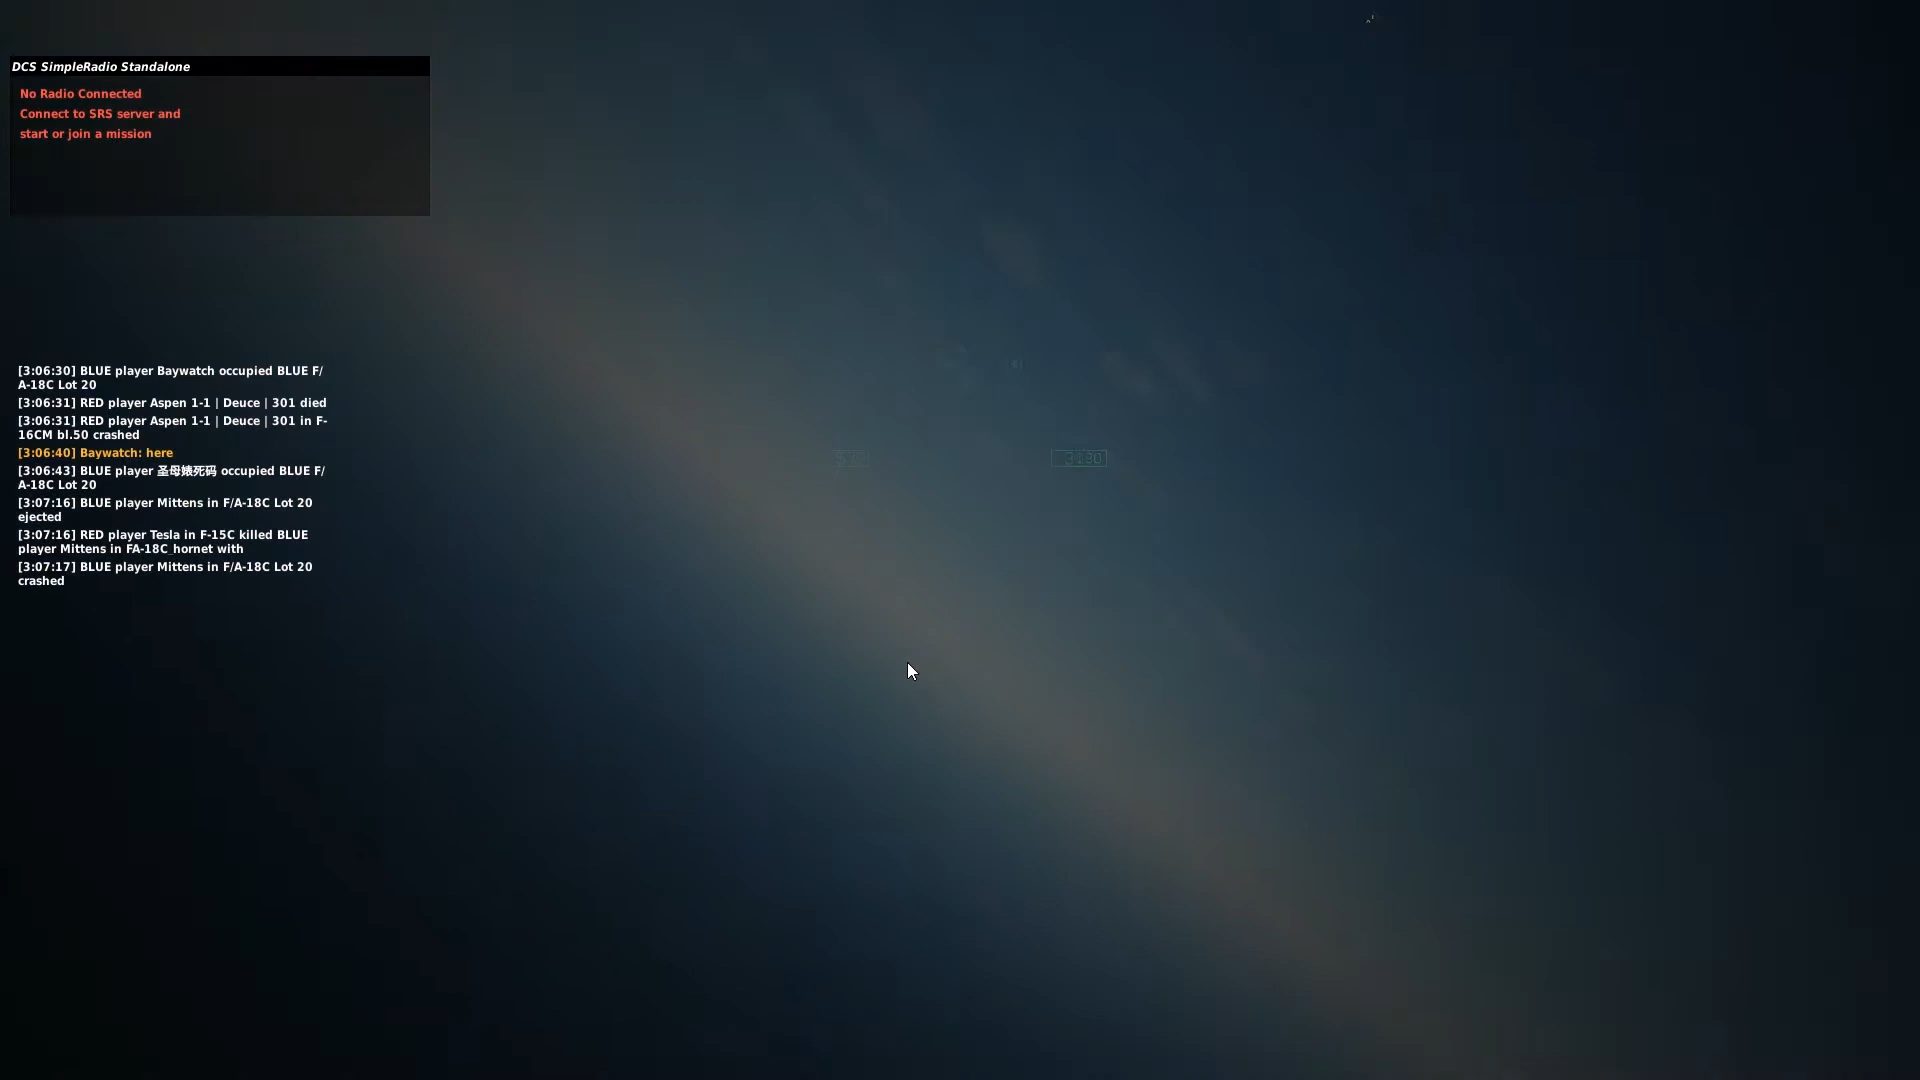 DCS SimpleRadio Standalone
No Radio Connected
Connect to SRS server and
start or join a mission
[3:06:30] BLUE player Baywatch occupied BLUE F/
A-18C Lot 20
[3:06:31] RED player Aspen 1-1 | Deuce | 301 died
[3:06:31] RED player Aspen 1-1 | Deuce | 301 in F-
16CM bl.50 crashed
[3:06:40] Baywatch: here
[3:06:43] BLUE player 圣母婊死码 occupied BLUE F/
A-18C Lot 20
[3:07:16] BLUE player Mittens in F/A-18C Lot 20
ejected
[3:07:16] RED player Tesla in F-15C killed BLUE
player Mittens in FA-18C_hornet with
[3:07:17] BLUE player Mittens in F/A-18C Lot 20
crashed